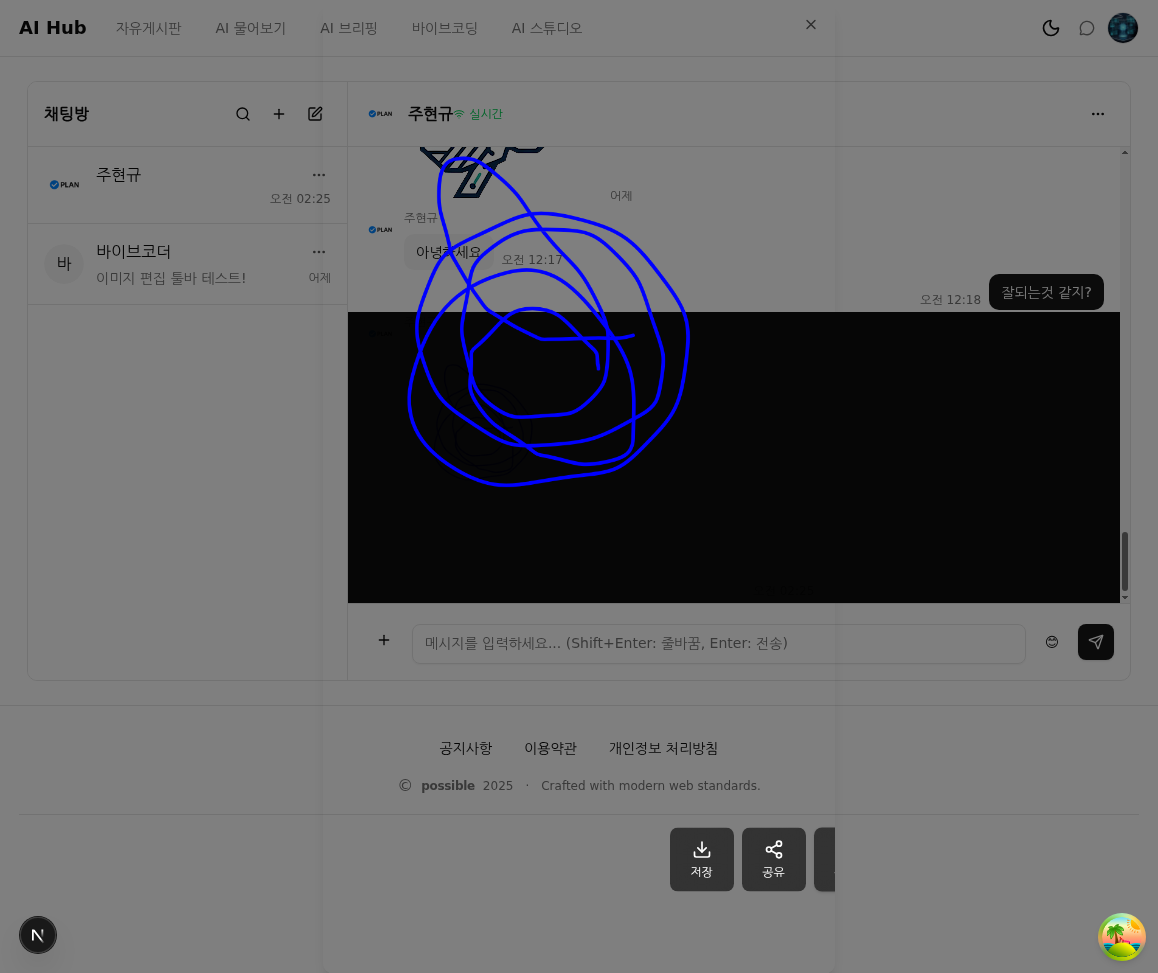 AI Hub 자유게시판 AI 물어보기 AI 브리핑 바이브코딩 AI 스튜디오
채팅방
PLAN 주현규 실시간
PLAN 주현규
오전 02:25
바 바이브코더
이미지 편집 툴바 테스트!
어제
어제
주현규
PLAN
아녕하세요 오전 12:17
오전 12:18 잘되는것 같지?
메시지를 입력하세요... (Shift+Enter: 줄바꿈, Enter: 전송)
공지사항 이용약관 개인정보 처리방침
© possible 2025 · Crafted with modern web standards.
저장 공유
N